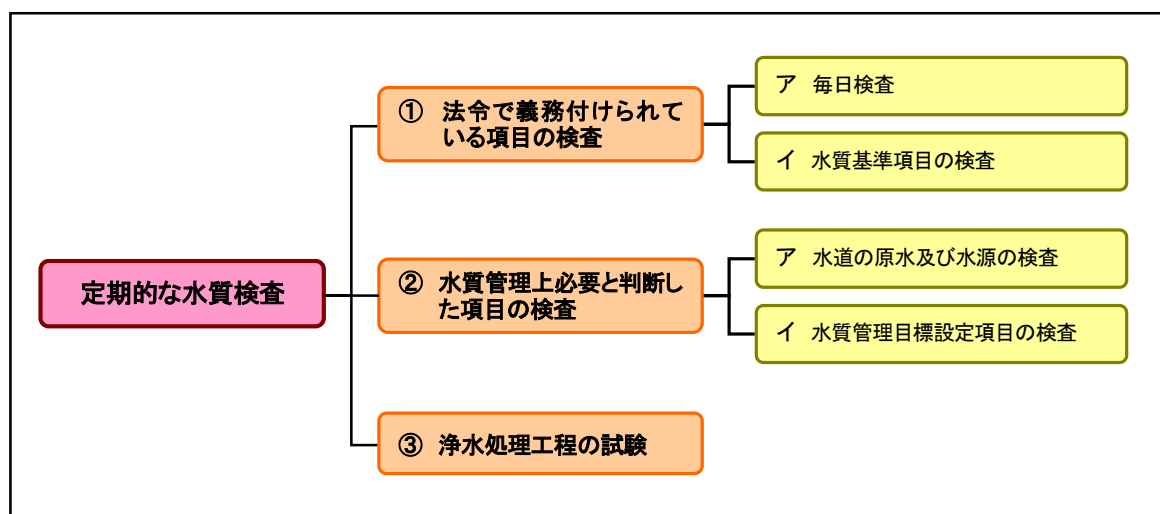 定期的な水質検査
① 法令で義務付けられて
いる項目の検査
ア 毎日検査
イ 水質基準項目の検査
② 水質管理上必要と判断し
た項目の検査
ア 水道の原水及び水源の検査
イ 水質管理目標設定項目の検査
③ 浄水処理工程の試験